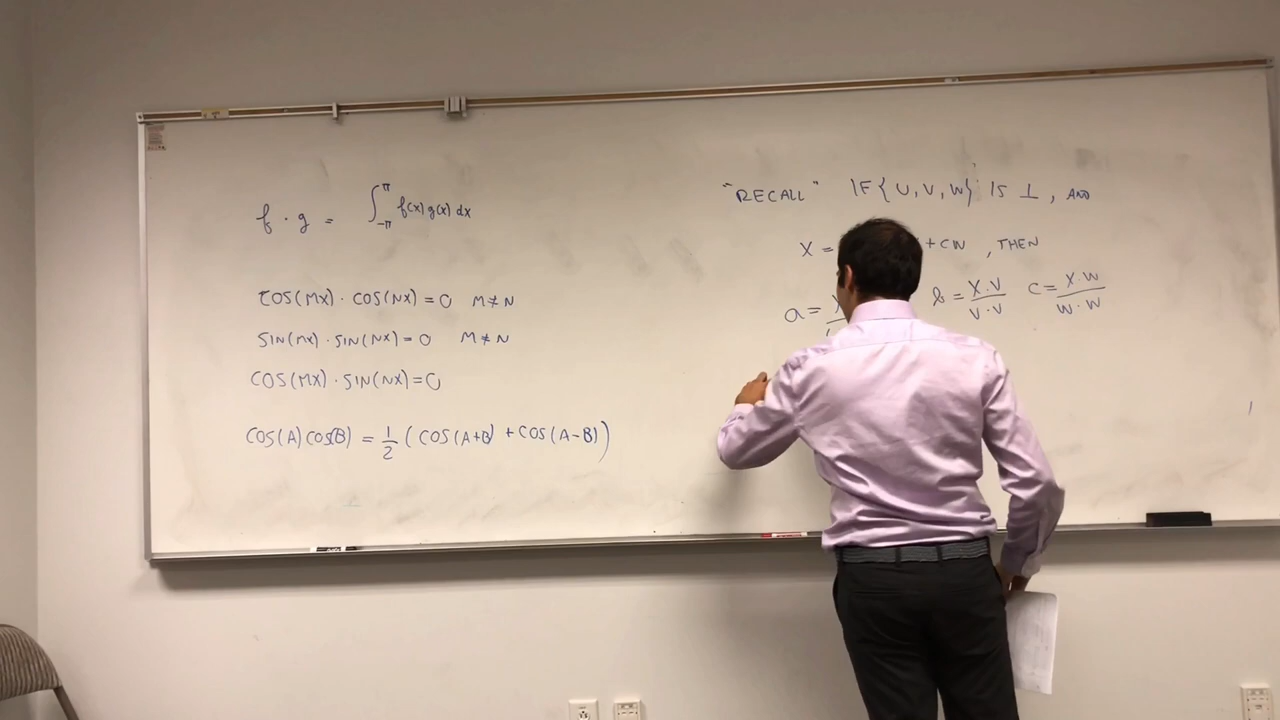 f · g = ∫_{-π}^{π} f(x) g(x) dx
COS(MX) · COS(NX) = 0 M ≠ N
SIN(MX) · SIN(NX) = 0 M ≠ N
COS(MX) · SIN(NX) = 0
COS(A) COS(B) = 1/2 (COS(A+B) + COS(A-B))
"RECALL" IF {U, V, W} IS ⊥, AND
X = + CW, THEN
a = b = X·V / V·V C = X·W / W·W